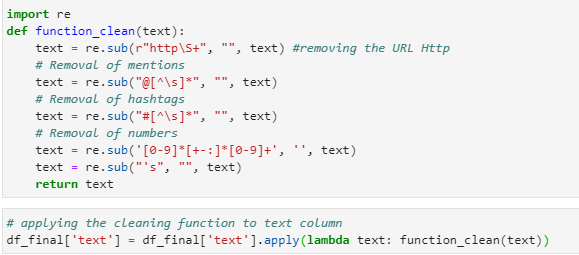 import re
def function_clean(text):
    text = re.sub(r"http\S+", "", text) #removing the URL Http
    # Removal of mentions
    text = re.sub("@[^\s]*", "", text)
    # Removal of hashtags
    text = re.sub("#[^\s]*", "", text)
    # Removal of numbers
    text = re.sub('[0-9]*[+-:]*[0-9]+', '', text)
    text = re.sub("'s", "", text)
    return text
# applying the cleaning function to text column
df_final['text'] = df_final['text'].apply(lambda text: function_clean(text))